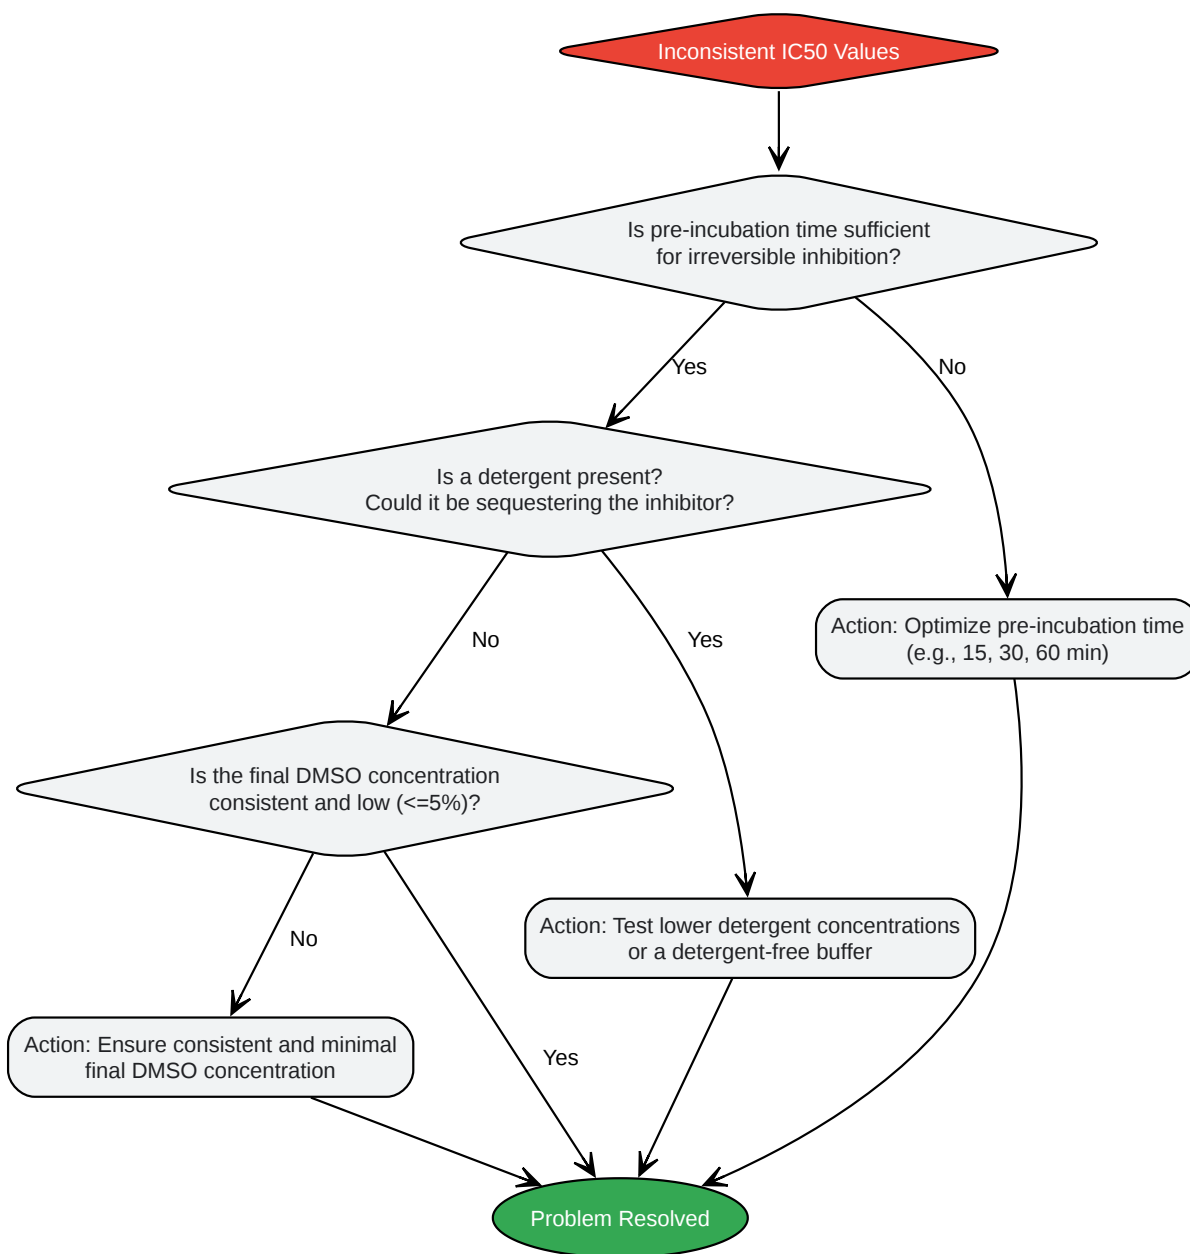 Inconsistent IC50 Values
Is pre-incubation time sufficient
for irreversible inhibition?
Yes
No
Is a detergent present?
Could it be sequestering the inhibitor?
No
Yes
Action: Optimize pre-incubation time
(e.g., 15, 30, 60 min)
Is the final DMSO concentration
consistent and low (<=5%)?
No
Action: Test lower detergent concentrations
or a detergent-free buffer
Action: Ensure consistent and minimal
final DMSO concentration
Yes
Problem Resolved